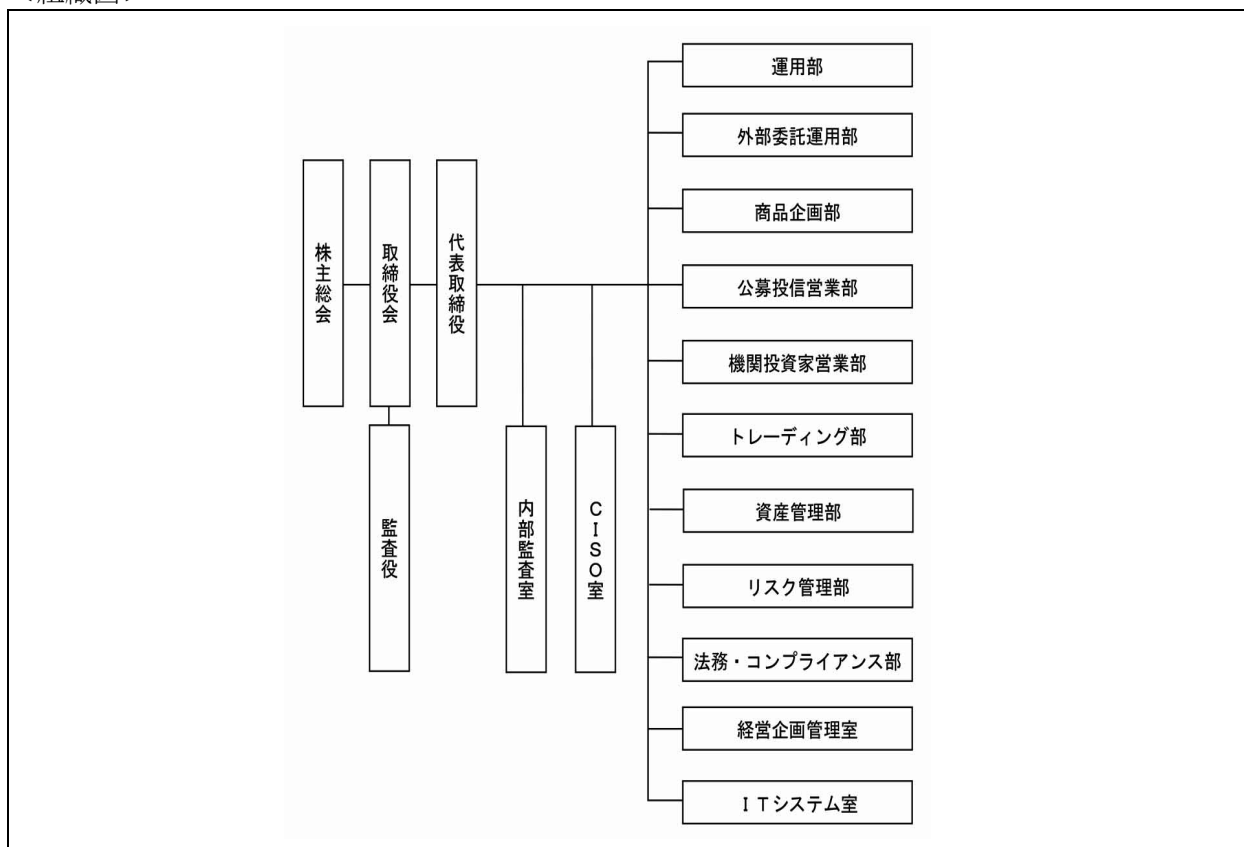 株主総会
取締役会
代表取締役
監査役
内部監査室
CISO室
運用部
外部委託運用部
商品企画部
公募投信営業部
機関投資家営業部
トレーディング部
資産管理部
リスク管理部
法務・コンプライアンス部
経営企画管理室
ITシステム室